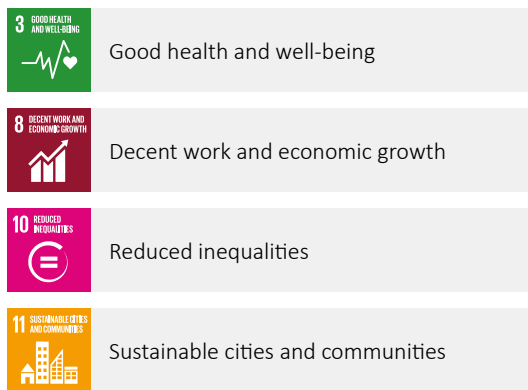 3 GOOD HEALTH
AND WELL-BEING
Good health and well-being
8 DECENT WORK AND
ECONOMIC GROWTH
Decent work and economic growth
10 REDUCED
INEQUALITIES
Reduced inequalities
11 SUSTAINABLE CITIES
AND COMMUNITIES
Sustainable cities and communities